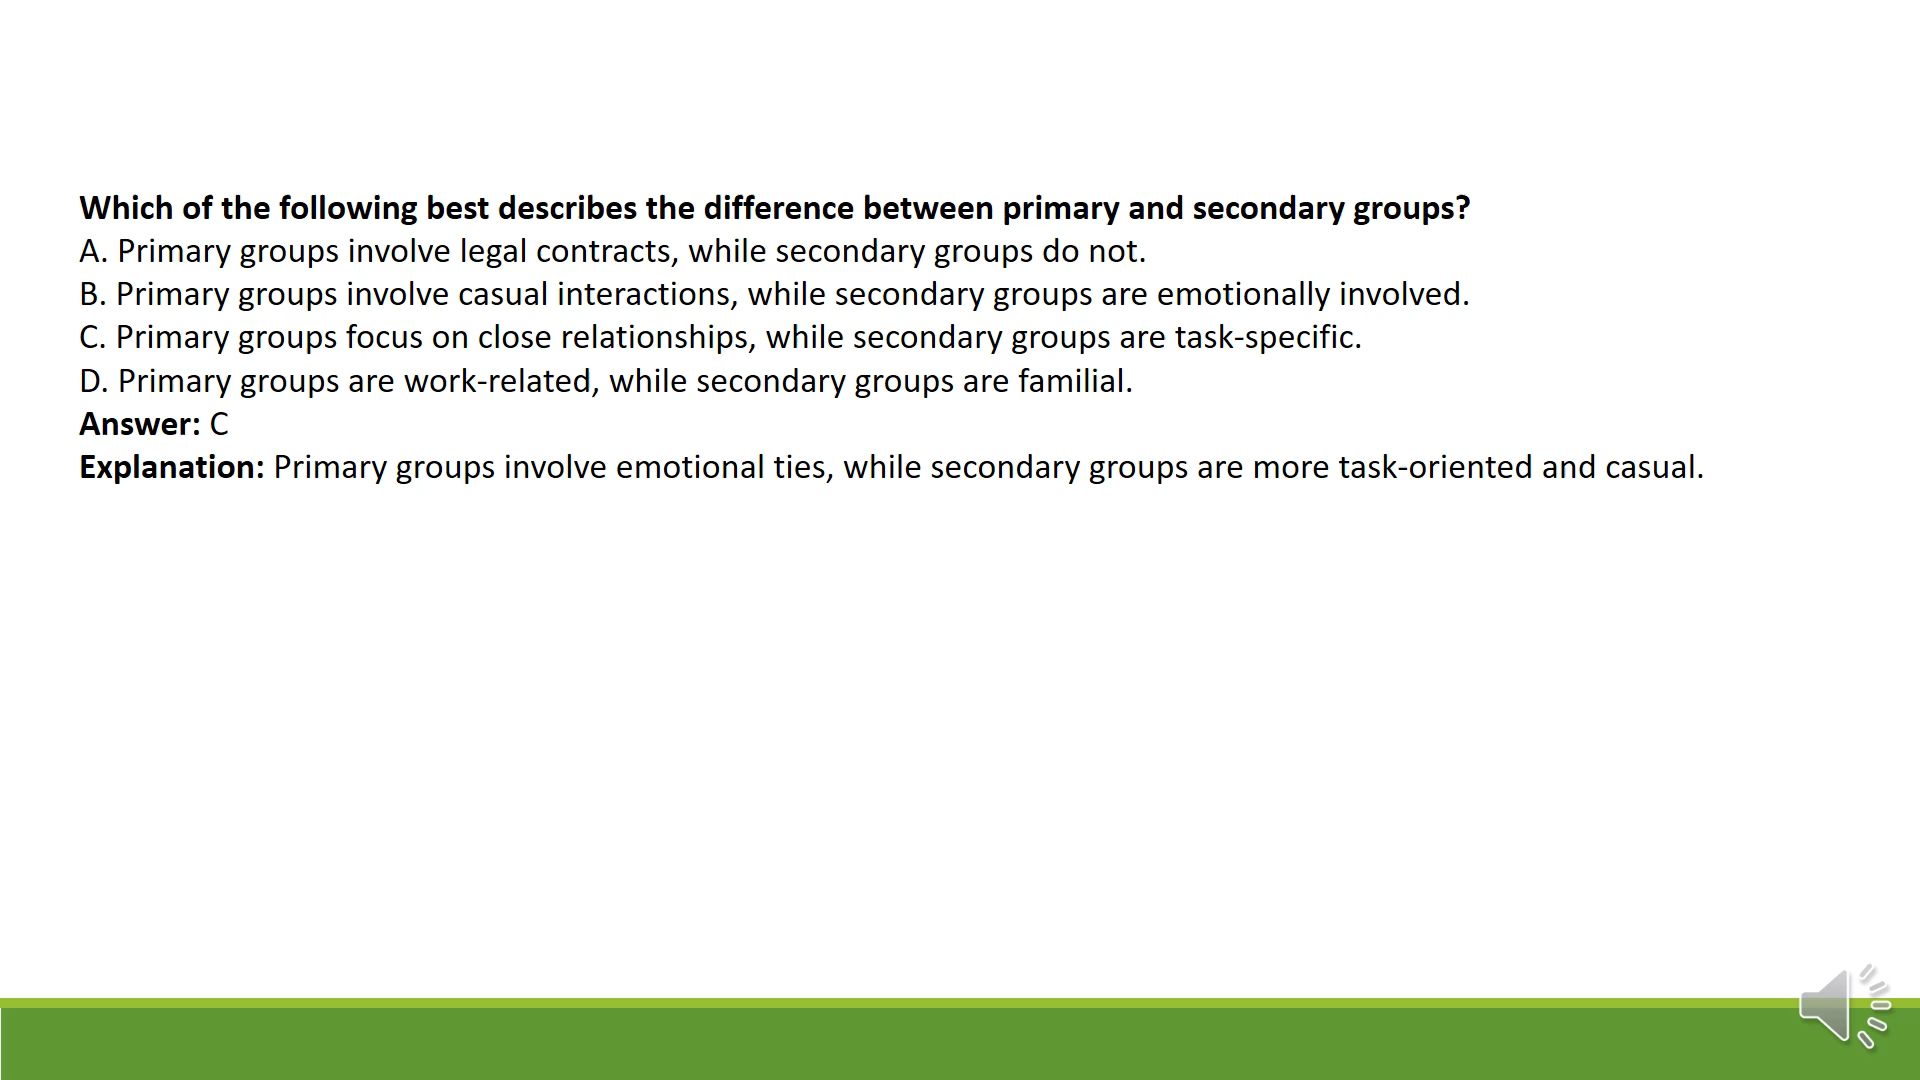 Which of the following best describes the difference between primary and secondary groups?
A. Primary groups involve legal contracts, while secondary groups do not.
B. Primary groups involve casual interactions, while secondary groups are emotionally involved.
C. Primary groups focus on close relationships, while secondary groups are task-specific.
D. Primary groups are work-related, while secondary groups are familial.
Answer: C
Explanation: Primary groups involve emotional ties, while secondary groups are more task-oriented and casual.